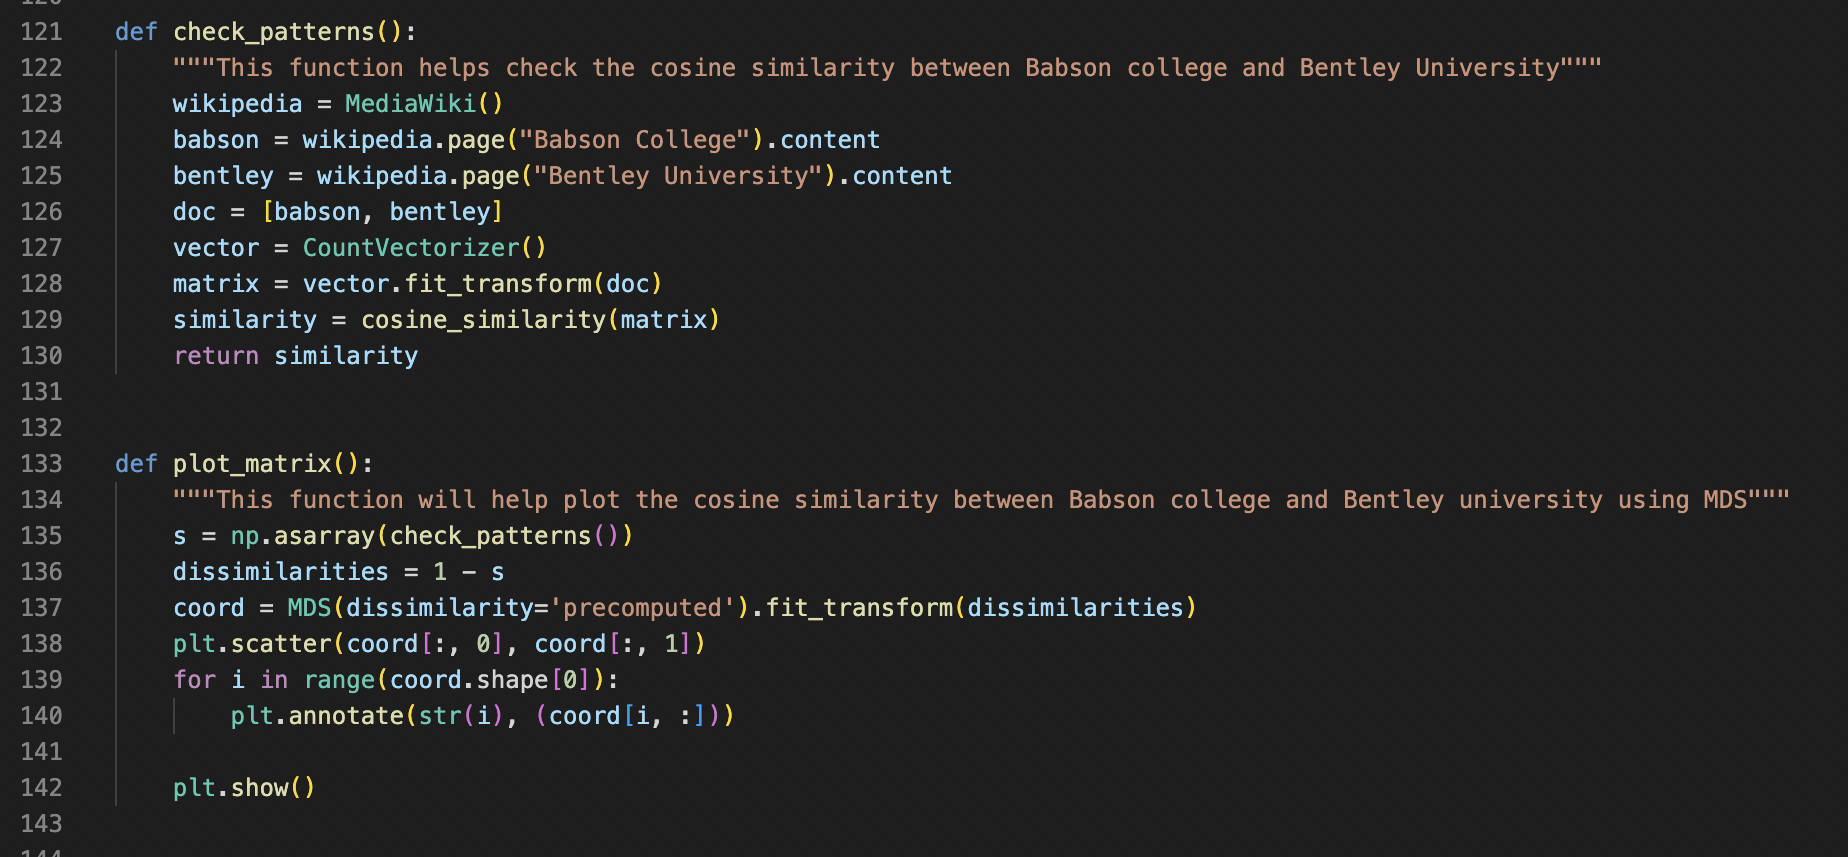 120
121 def check_patterns():
122 """This function helps check the cosine similarity between Babson college and Bentley University"""
123 wikipedia = MediaWiki()
124 babson = wikipedia.page("Babson College").content
125 bentley = wikipedia.page("Bentley University").content
126 doc = [babson, bentley]
127 vector = CountVectorizer()
128 matrix = vector.fit_transform(doc)
129 similarity = cosine_similarity(matrix)
130 return similarity
131
132
133 def plot_matrix():
134 """This function will help plot the cosine similarity between Babson college and Bentley university using MDS"""
135 s = np.asarray(check_patterns())
136 dissimilarities = 1 - s
137 coord = MDS(dissimilarity='precomputed').fit_transform(dissimilarities)
138 plt.scatter(coord[:, 0], coord[:, 1])
139 for i in range(coord.shape[0]):
140 plt.annotate(str(i), (coord[i, :]))
141
142 plt.show()
143
144